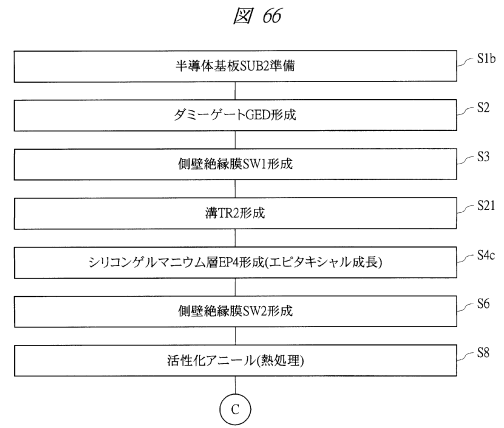 図 66
半導体基板SUB2準備 S1b
ダミーゲートGED形成 S2
側壁絶縁膜SW1形成 S3
溝TR2形成 S21
シリコンゲルマニウム層EP4形成(エピタキシャル成長) S4c
側壁絶縁膜SW2形成 S6
活性化アニール(熱処理) S8
C